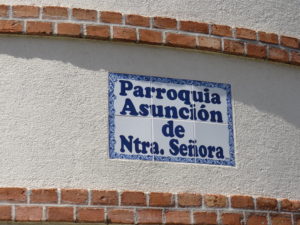 Parroquia
Asunción
de
Ntra. Señora